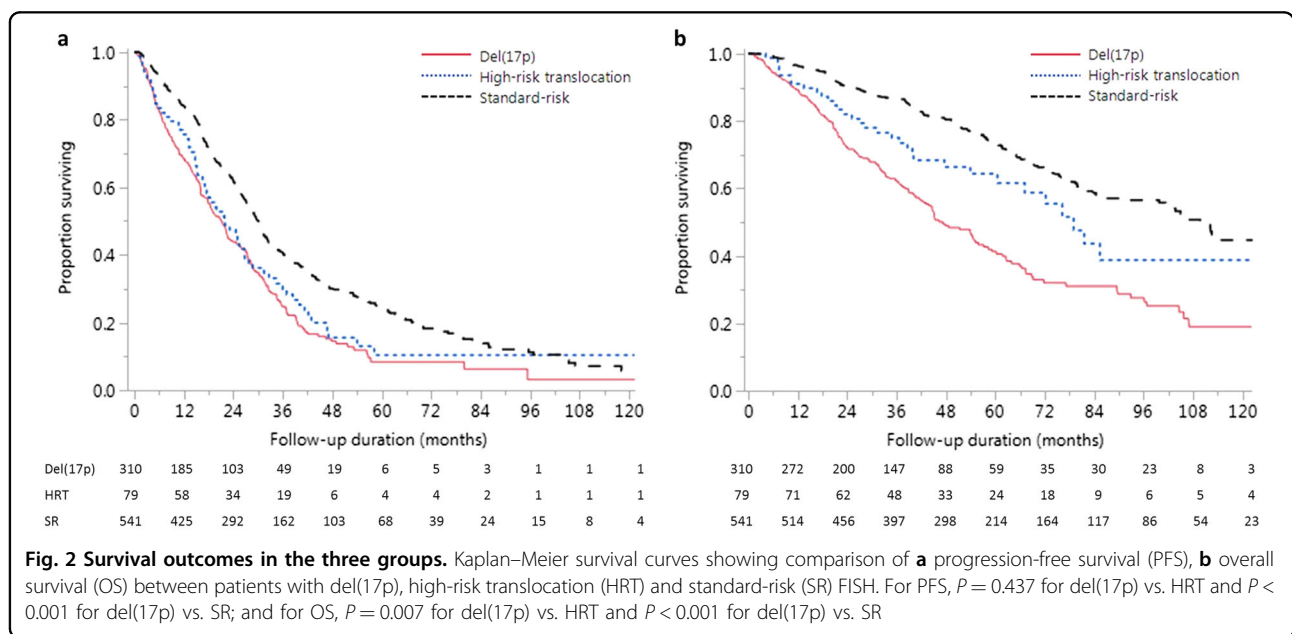 a
Del(17p)
High-risk translocation
Standard-risk
1.0
0.8
0.6
0.4
0.2
0.0
Proportion surviving
0 12 24 36 48 60 72 84 96 108 120
Follow-up duration (months)
b
Del(17p)
High-risk translocation
Standard-risk
1.0
0.8
0.6
0.4
0.2
0.0
Proportion surviving
0 12 24 36 48 60 72 84 96 108 120
Follow-up duration (months)
Del(17p) 310 185 103 49 19 6 5 3 1 1 1 310 272 200 147 88 59 35 30 23 8 3
HRT 79 58 34 19 6 4 4 2 1 1 1 79 71 62 48 33 24 18 9 6 5 4
SR 541 425 292 162 103 68 39 24 15 8 4 541 514 456 397 298 214 164 117 86 54 23
Fig. 2 Survival outcomes in the three groups. Kaplan–Meier survival curves showing comparison of a progression-free survival (PFS), b overall
survival (OS) between patients with del(17p), high-risk translocation (HRT) and standard-risk (SR) FISH. For PFS, P = 0.437 for del(17p) vs. HRT and P <
0.001 for del(17p) vs. SR; and for OS, P = 0.007 for del(17p) vs. HRT and P < 0.001 for del(17p) vs. SR